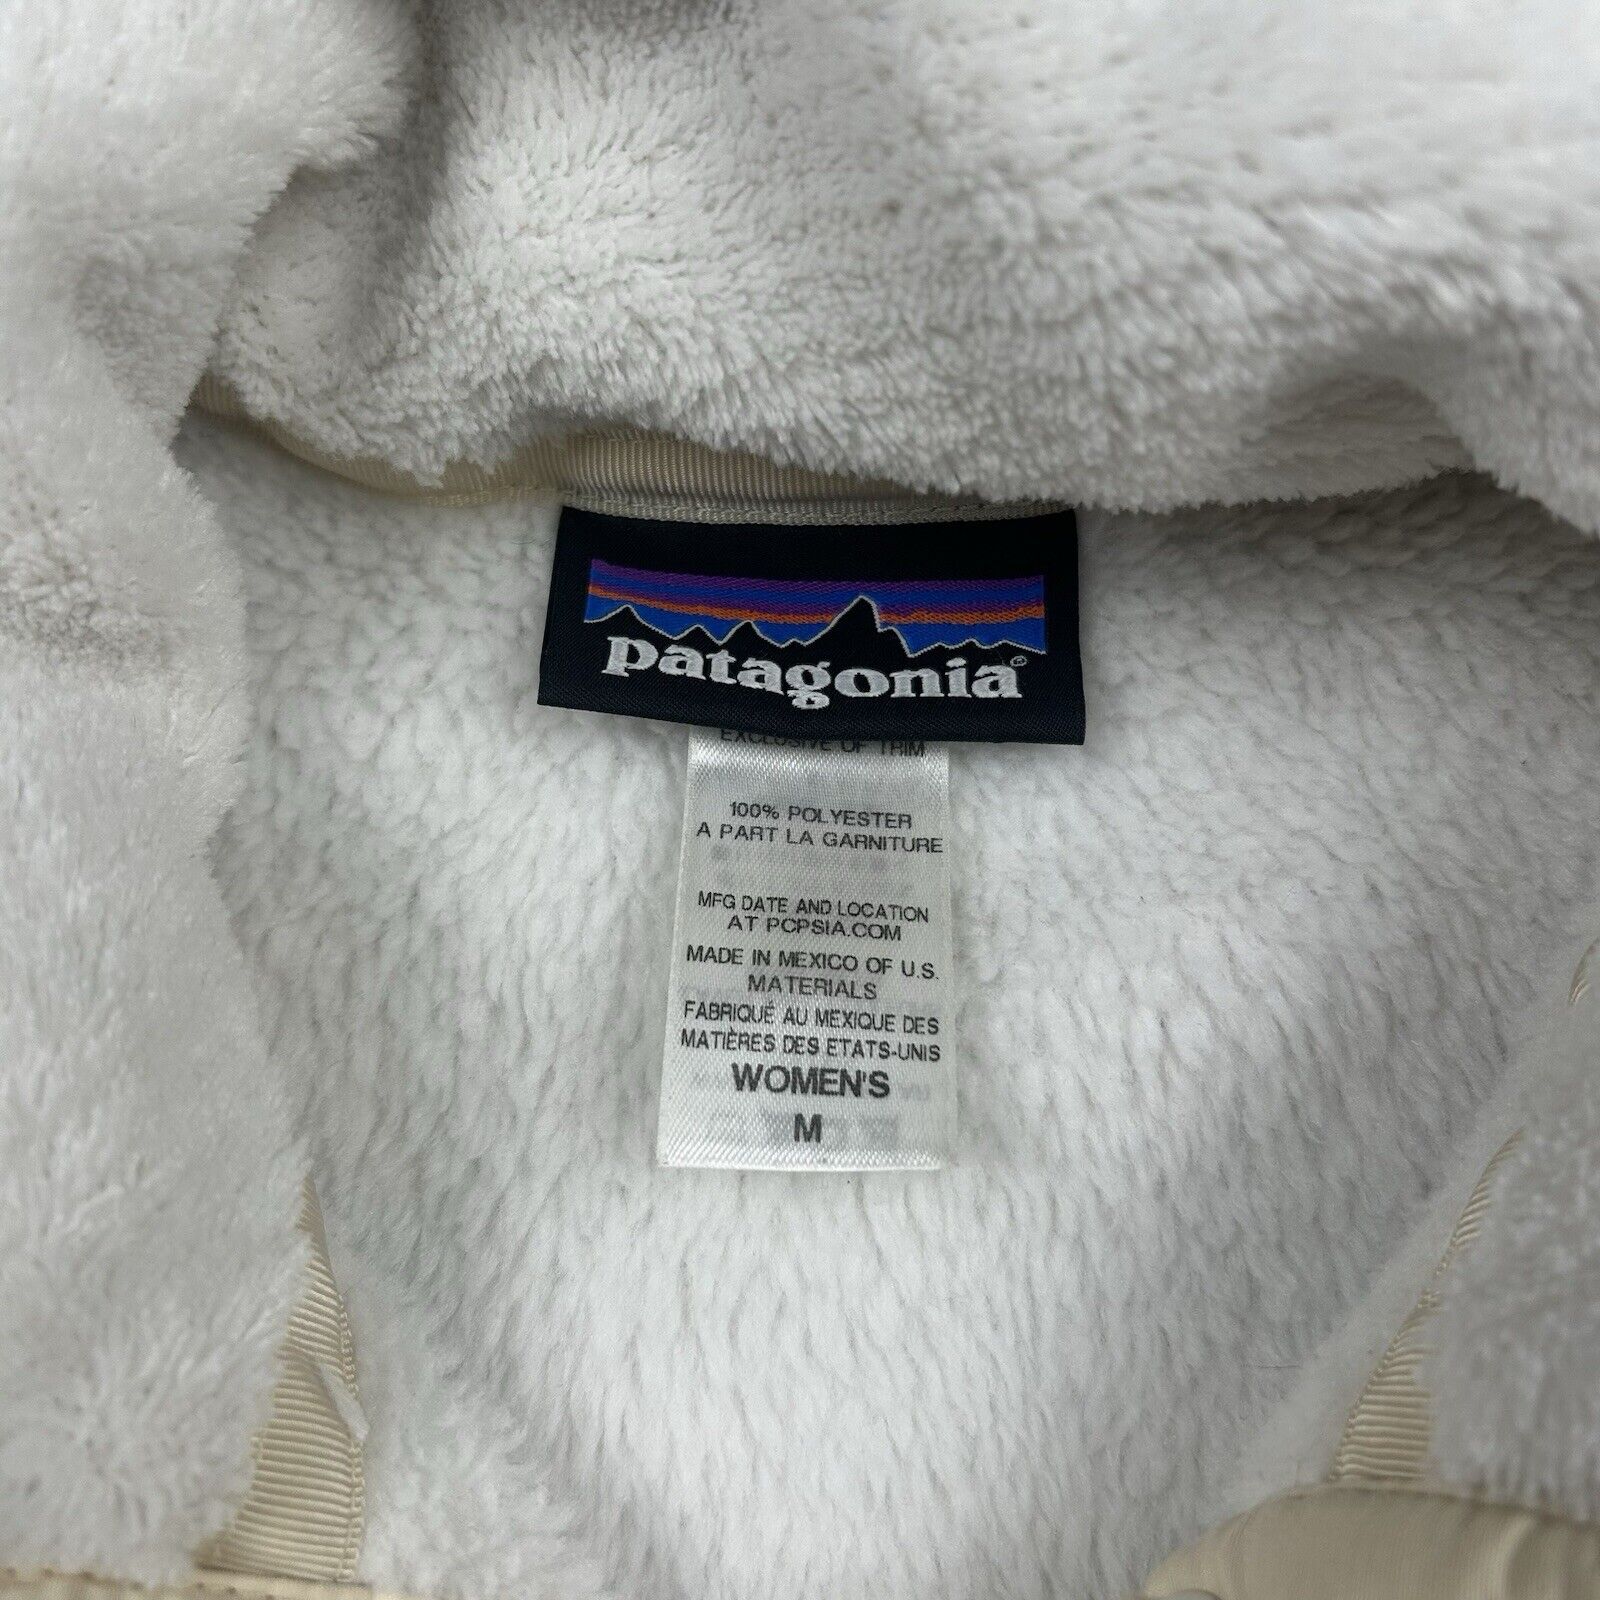 patagonia®
EXCLUSIVE OF TRIM
100% POLYESTER
A PART LA GARNITURE
MFG DATE AND LOCATION
AT PCPSIA.COM
MADE IN MEXICO OF U.S.
MATERIALS
FABRIQUÉ AU MEXIQUE DES
MATIÈRES DES ETATS-UNIS
WOMEN'S
M